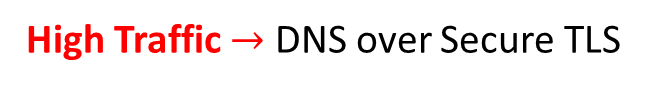 High Traffic → DNS over Secure TLS